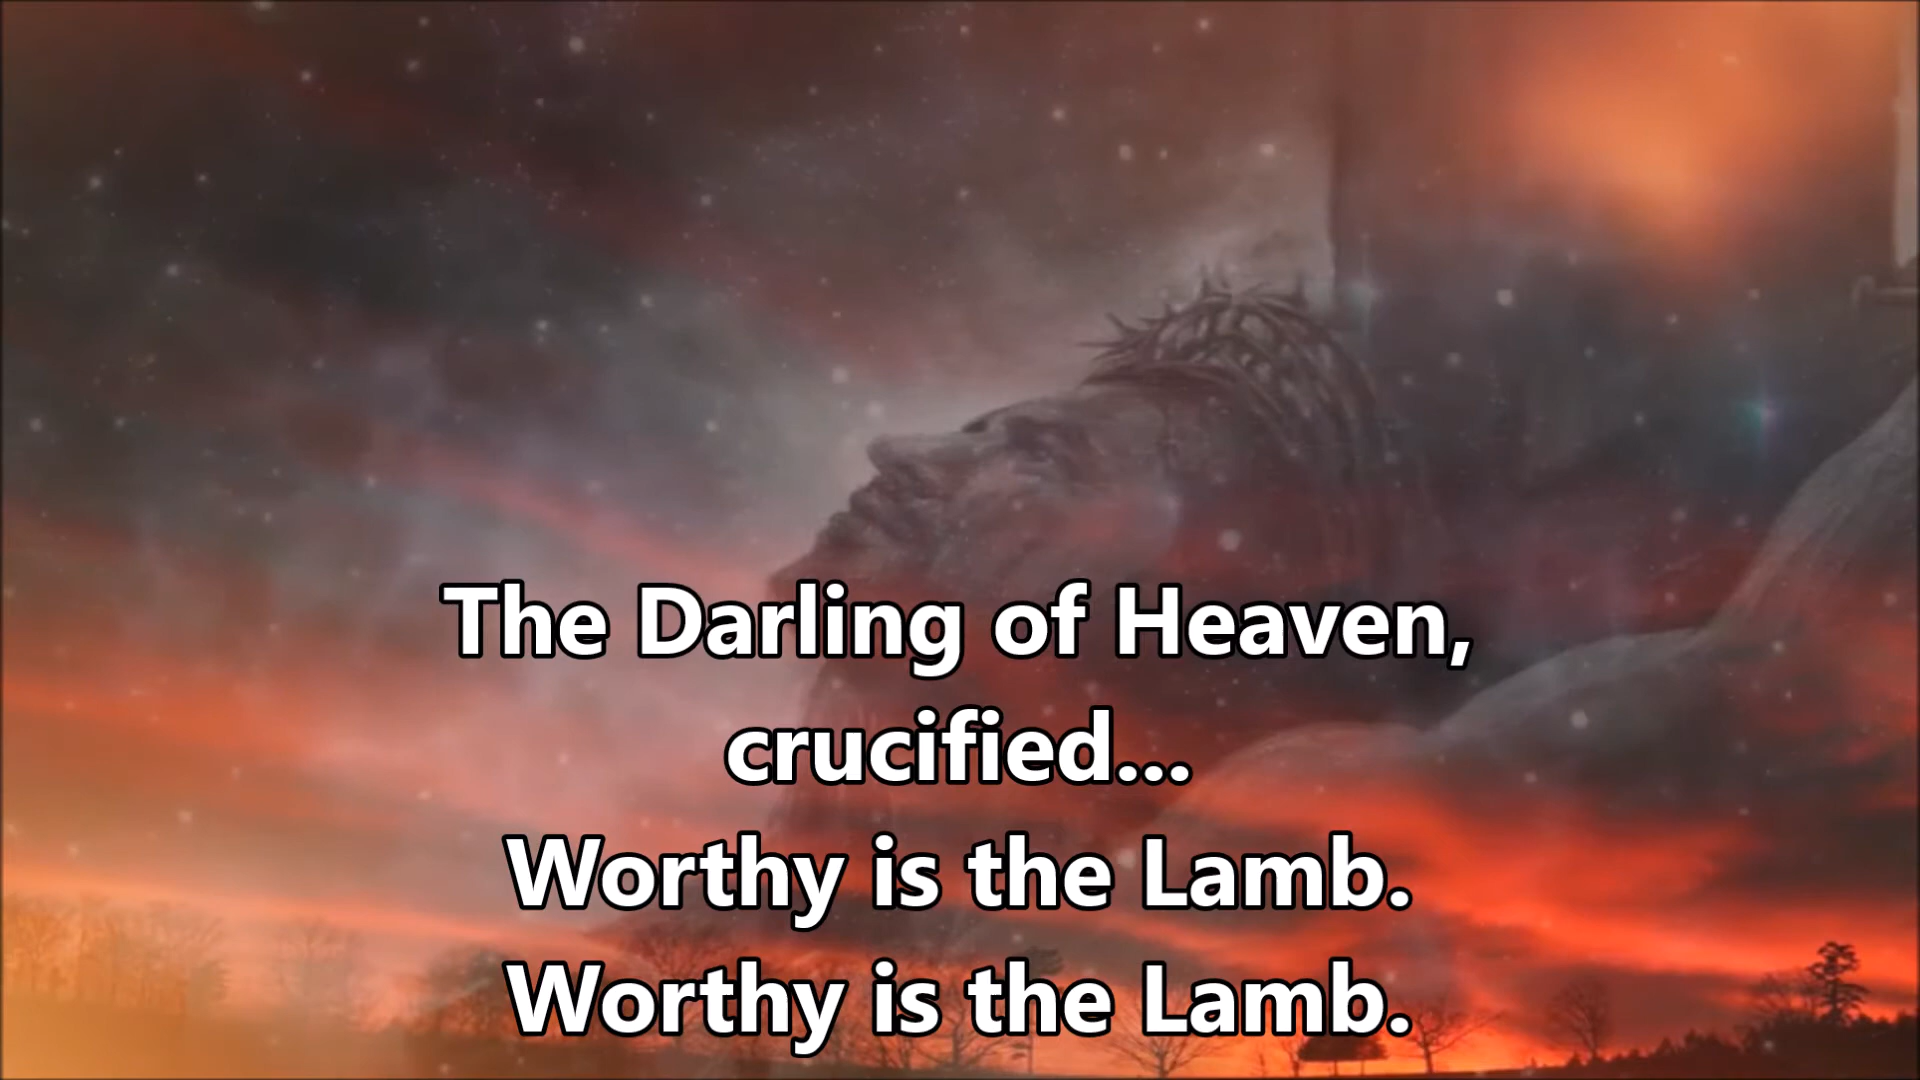 The Darling of Heaven,
crucified...
Worthy is the Lamb.
Worthy is the Lamb.